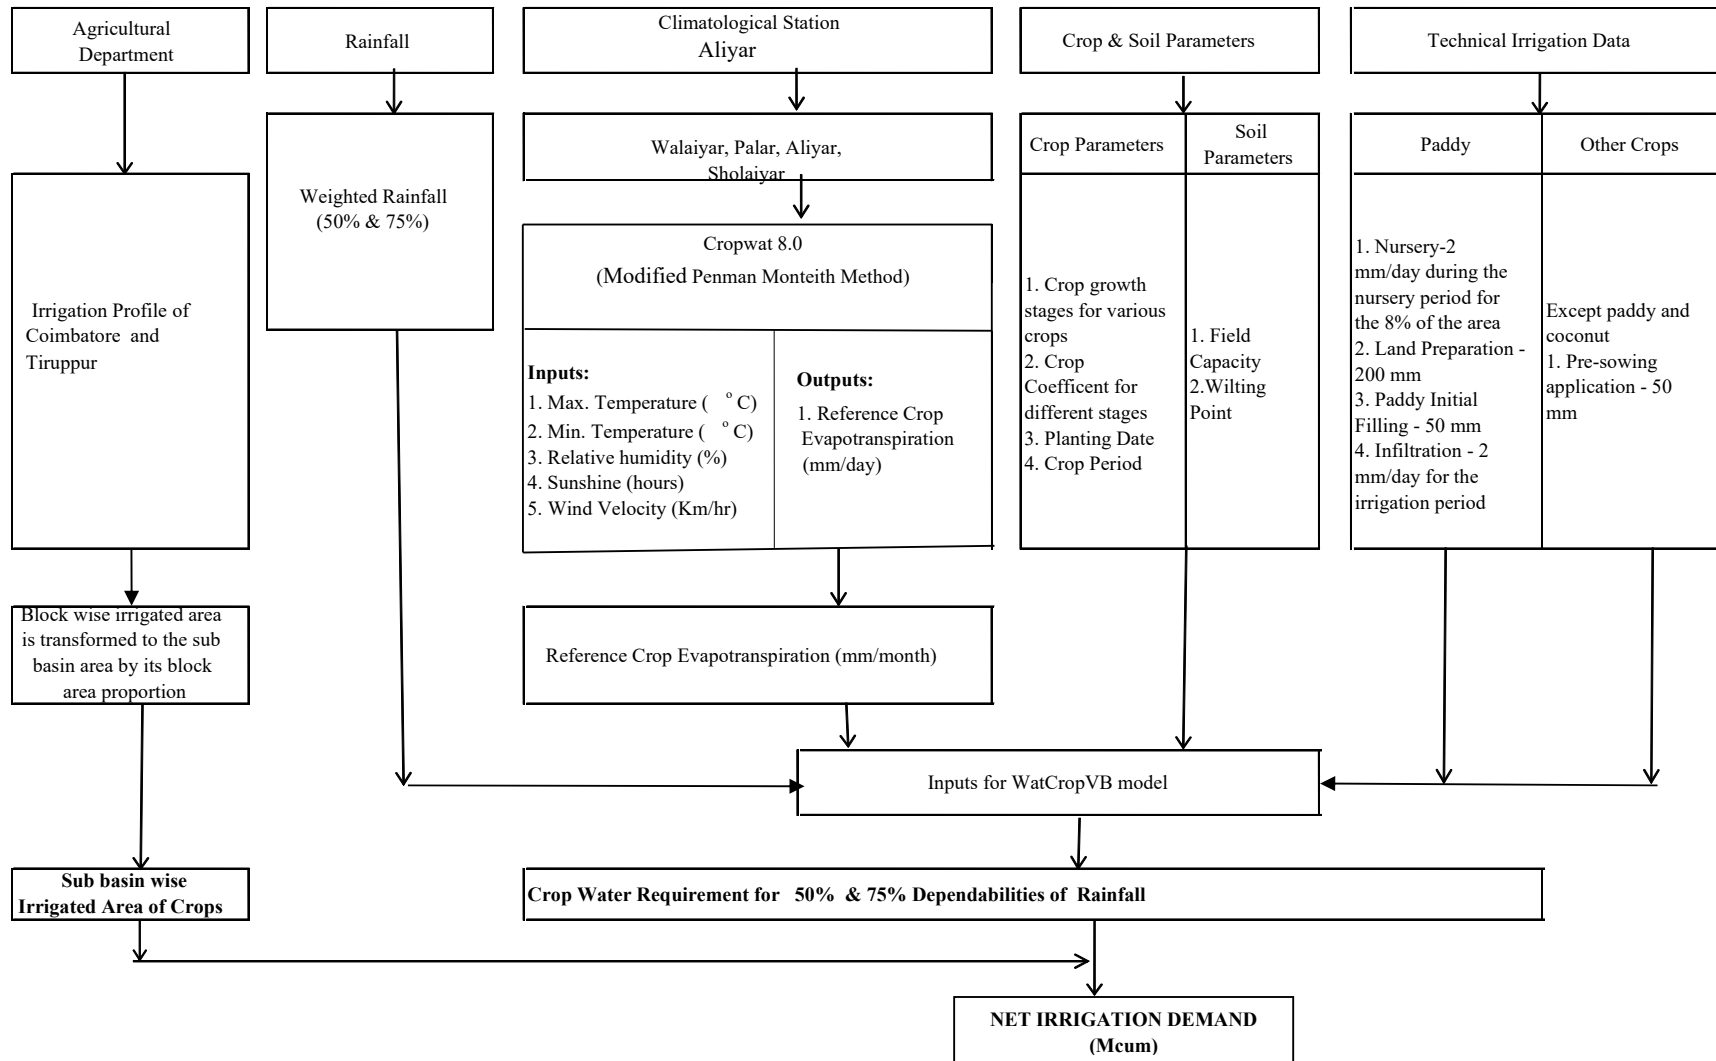 Agricultural
Department
Rainfall
Climatological Station
Aliyar
Crop & Soil Parameters
Technical Irrigation Data
Irrigation Profile of
Coimbatore and
Tiruppur
Weighted Rainfall
(50% & 75%)
Walaiyar, Palar, Aliyar,
Sholaiyar
Cropwat 8.0
(Modified Penman Monteith Method)
Inputs:
1. Max. Temperature ( ° C)
2. Min. Temperature ( ° C)
3. Relative humidity (%)
4. Sunshine (hours)
5. Wind Velocity (Km/hr)
Outputs:
1. Reference Crop
Evapotranspiration
(mm/day)
Crop Parameters
1. Crop growth
stages for various
crops
2. Crop
Coefficent for
different stages
3. Planting Date
4. Crop Period
Soil
Parameters
1. Field
Capacity
2.Wilting
Point
Paddy
1. Nursery-2
mm/day during the
nursery period for
the 8% of the area
2. Land Preparation -
200 mm
3. Paddy Initial
Filling - 50 mm
4. Infiltration - 2
mm/day for the
irrigation period
Other Crops
Except paddy and
coconut
1. Pre-sowing
application - 50
mm
Block wise irrigated area
is transformed to the sub
basin area by its block
area proportion
Reference Crop Evapotranspiration (mm/month)
Inputs for WatCropVB model
Sub basin wise
Irrigated Area of Crops
Crop Water Requirement for 50% & 75% Dependabilities of Rainfall
NET IRRIGATION DEMAND
(Mcum)